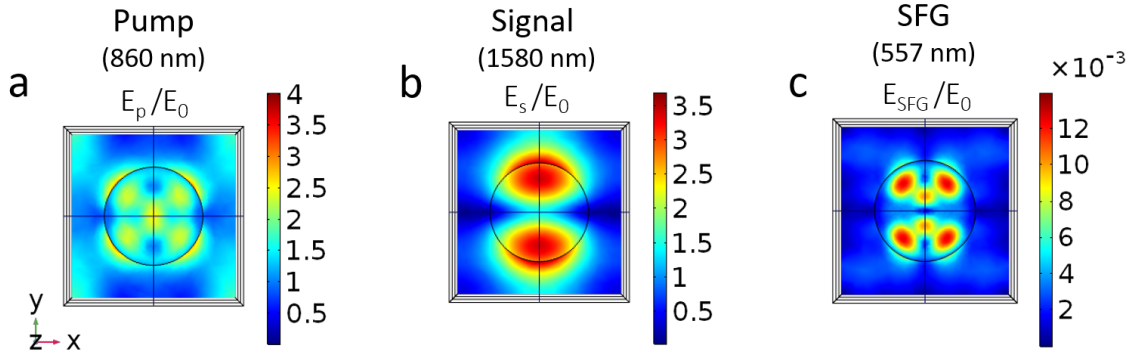 Pump
(860 nm)
Signal
(1580 nm)
SFG
(557 nm)
a
E_p/E_0
4
3
2.5
2
1.5
1
0.5
b
E_s/E_0
3.5
3
2.5
2
1.5
1
0.5
c
E_SFG/E_0
×10⁻³
12
10
8
6
4
2
y
z
x